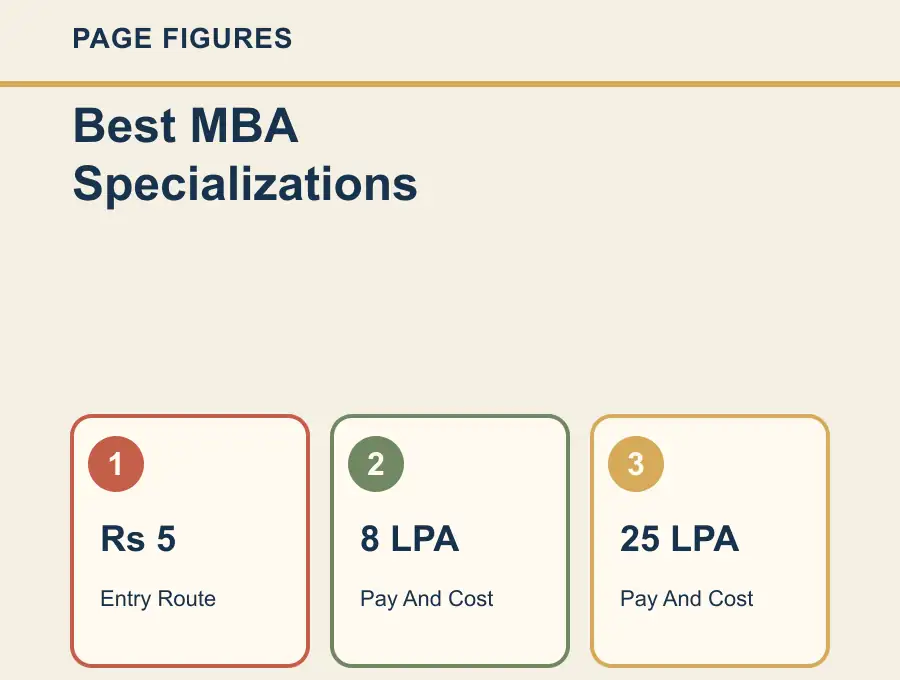 PAGE FIGURES
Best MBA
Specializations
1
Rs 5
Entry Route
2
8 LPA
Pay And Cost
3
25 LPA
Pay And Cost